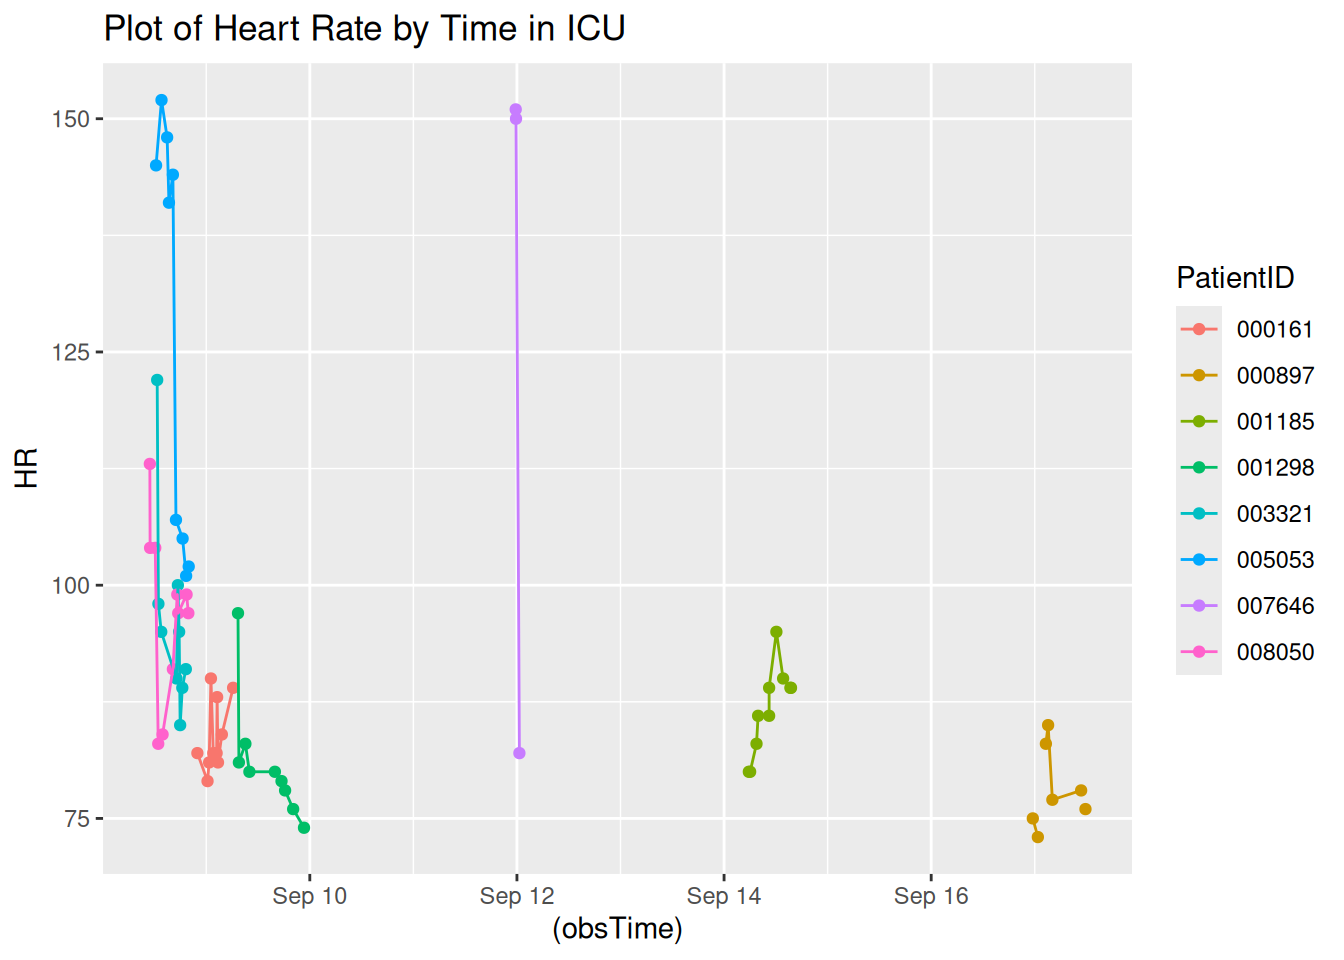 Plot of Heart Rate by Time in ICU
150
125
100
75
HR
Sep 10
Sep 12
Sep 14
Sep 16
(obsTime)
PatientID
000161
000897
001185
001298
003321
005053
007646
008050